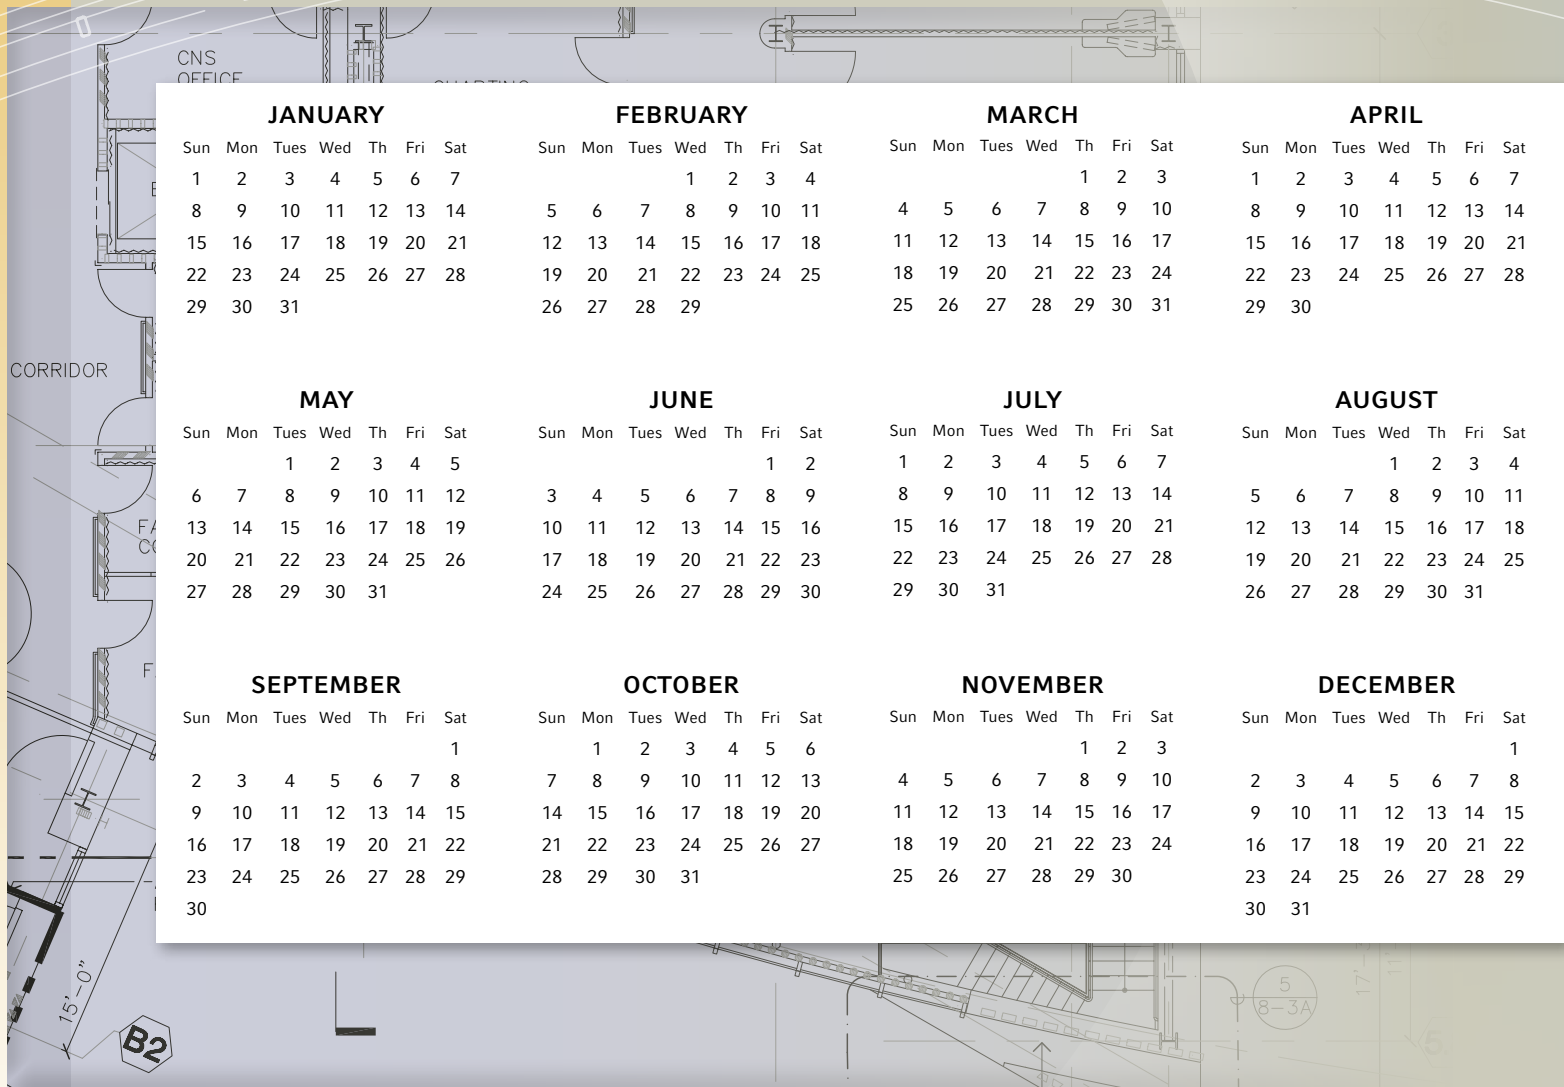 CNS
OFFICE
JANUARY
Sun Mon Tues Wed Th Fri Sat
1 2 3 4 5 6 7
8 9 10 11 12 13 14
15 16 17 18 19 20 21
22 23 24 25 26 27 28
29 30 31
FEBRUARY
Sun Mon Tues Wed Th Fri Sat
1 2 3 4
5 6 7 8 9 10 11
12 13 14 15 16 17 18
19 20 21 22 23 24 25
26 27 28 29
MARCH
Sun Mon Tues Wed Th Fri Sat
1 2 3
4 5 6 7 8 9 10
11 12 13 14 15 16 17
18 19 20 21 22 23 24
25 26 27 28 29 30 31
APRIL
Sun Mon Tues Wed Th Fri Sat
1 2 3 4 5 6 7
8 9 10 11 12 13 14
15 16 17 18 19 20 21
22 23 24 25 26 27 28
29 30
CORRIDOR
MAY
Sun Mon Tues Wed Th Fri Sat
1 2 3 4 5
6 7 8 9 10 11 12
13 14 15 16 17 18 19
20 21 22 23 24 25 26
27 28 29 30 31
JUNE
Sun Mon Tues Wed Th Fri Sat
1 2
3 4 5 6 7 8 9
10 11 12 13 14 15 16
17 18 19 20 21 22 23
24 25 26 27 28 29 30
JULY
Sun Mon Tues Wed Th Fri Sat
1 2 3 4 5 6 7
8 9 10 11 12 13 14
15 16 17 18 19 20 21
22 23 24 25 26 27 28
29 30 31
AUGUST
Sun Mon Tues Wed Th Fri Sat
1 2 3 4
5 6 7 8 9 10 11
12 13 14 15 16 17 18
19 20 21 22 23 24 25
26 27 28 29 30 31
SEPTEMBER
Sun Mon Tues Wed Th Fri Sat
1
2 3 4 5 6 7 8
9 10 11 12 13 14 15
16 17 18 19 20 21 22
23 24 25 26 27 28 29
30
OCTOBER
Sun Mon Tues Wed Th Fri Sat
1 2 3 4 5 6
7 8 9 10 11 12 13
14 15 16 17 18 19 20
21 22 23 24 25 26 27
28 29 30 31
NOVEMBER
Sun Mon Tues Wed Th Fri Sat
1 2 3
4 5 6 7 8 9 10
11 12 13 14 15 16 17
18 19 20 21 22 23 24
25 26 27 28 29 30
DECEMBER
Sun Mon Tues Wed Th Fri Sat
1
2 3 4 5 6 7 8
9 10 11 12 13 14 15
16 17 18 19 20 21 22
23 24 25 26 27 28 29
30 31
15'-0"
B2
5
8-3A